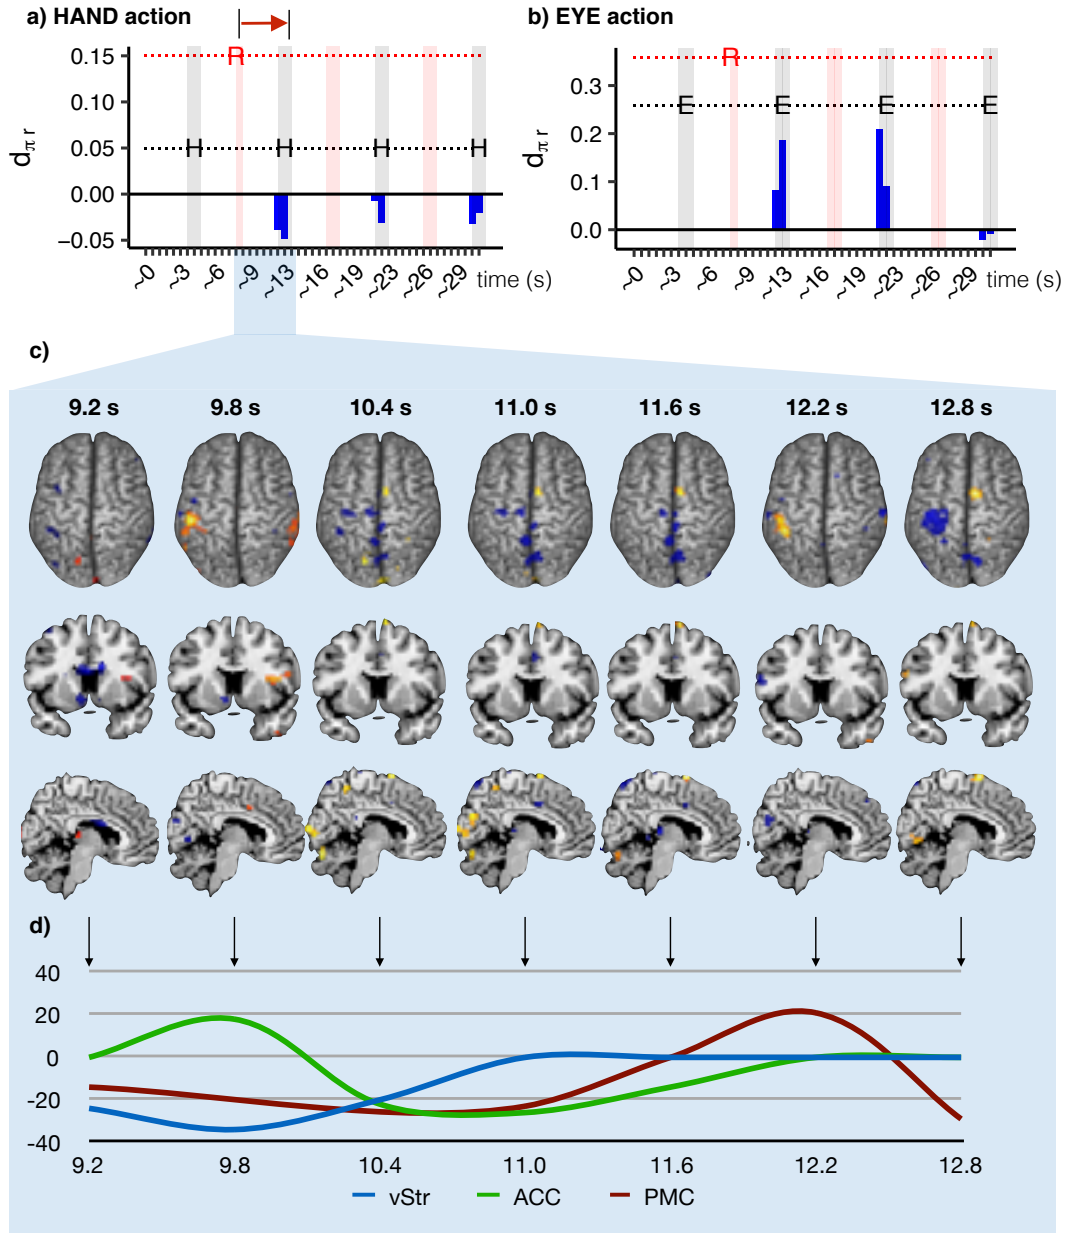 a) HAND action
d π r
0.15
0.10
0.05
0.00
−0.05
R
H H H H
~0 ~3 ~6 ~9 ~13 ~16 ~19 ~23 ~26 ~29 time (s)
b) EYE action
d π r
0.3
0.2
0.1
0.0
R
E E E E
~0 ~3 ~6 ~9 ~13 ~16 ~19 ~23 ~26 ~29 time (s)
c)
9.2 s 9.8 s 10.4 s 11.0 s 11.6 s 12.2 s 12.8 s
d)
40
20
0
-20
-40
9.2 9.8 10.4 11.0 11.6 12.2 12.8
vStr ACC PMC